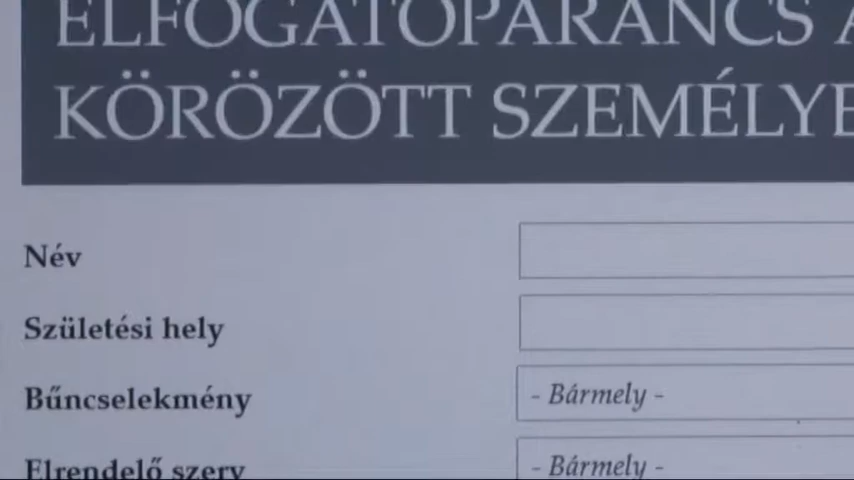 ELFOGATÓPARANCS A
KÖRÖZÖTT SZEMÉLYE
Név
Születési hely
Bűncselekmény
- Bármely -
Elrendelő szerv
- Bármely -